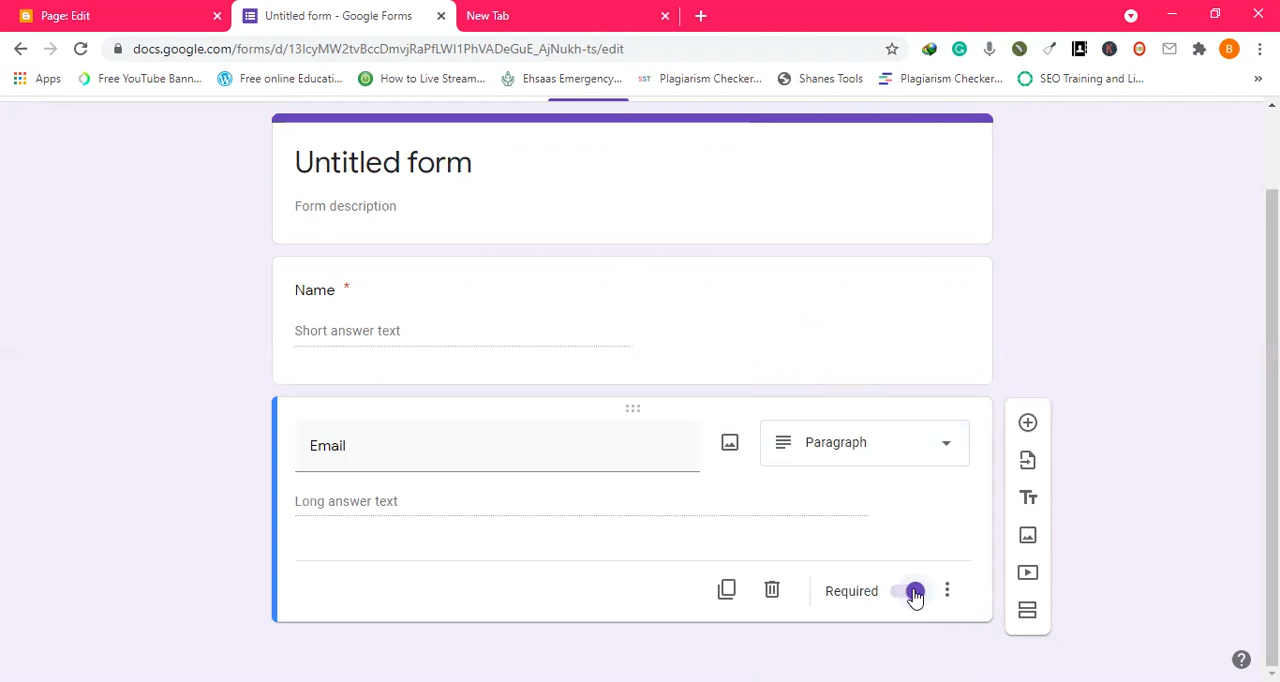 Page: Edit
Untitled form - Google Forms
New Tab
docs.google.com/forms/d/13IcyMW2tvBccDmvjRaPfLWI1PhVADeGuE_AjNukh-ts/edit
B
Apps
Free YouTube Bann...
Free online Educati...
How to Live Stream...
Ehsaas Emergency...
SST Plagiarism Checker...
Shanes Tools
Plagiarism Checker...
SEO Training and Li...
»
Untitled form
Form description
Name *
Short answer text
Email
Paragraph
Long answer text
Required
Tт
?